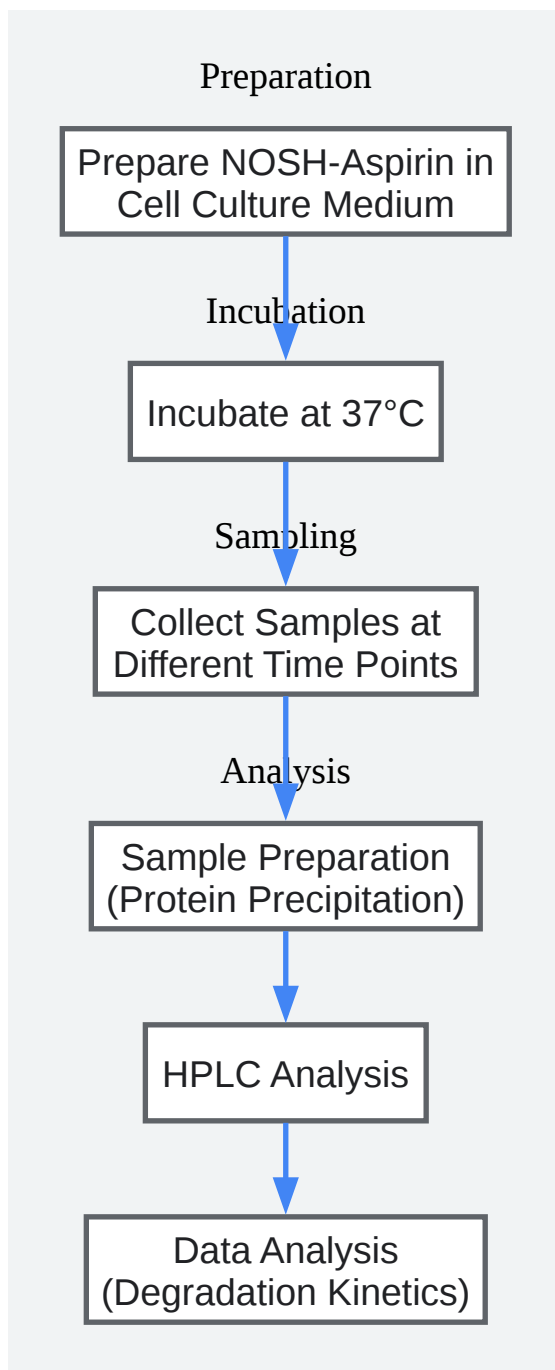 Preparation
Prepare NOSH-Aspirin in
Cell Culture Medium
Incubation
Incubate at 37°C
Sampling
Collect Samples at
Different Time Points
Analysis
Sample Preparation
(Protein Precipitation)
HPLC Analysis
Data Analysis
(Degradation Kinetics)